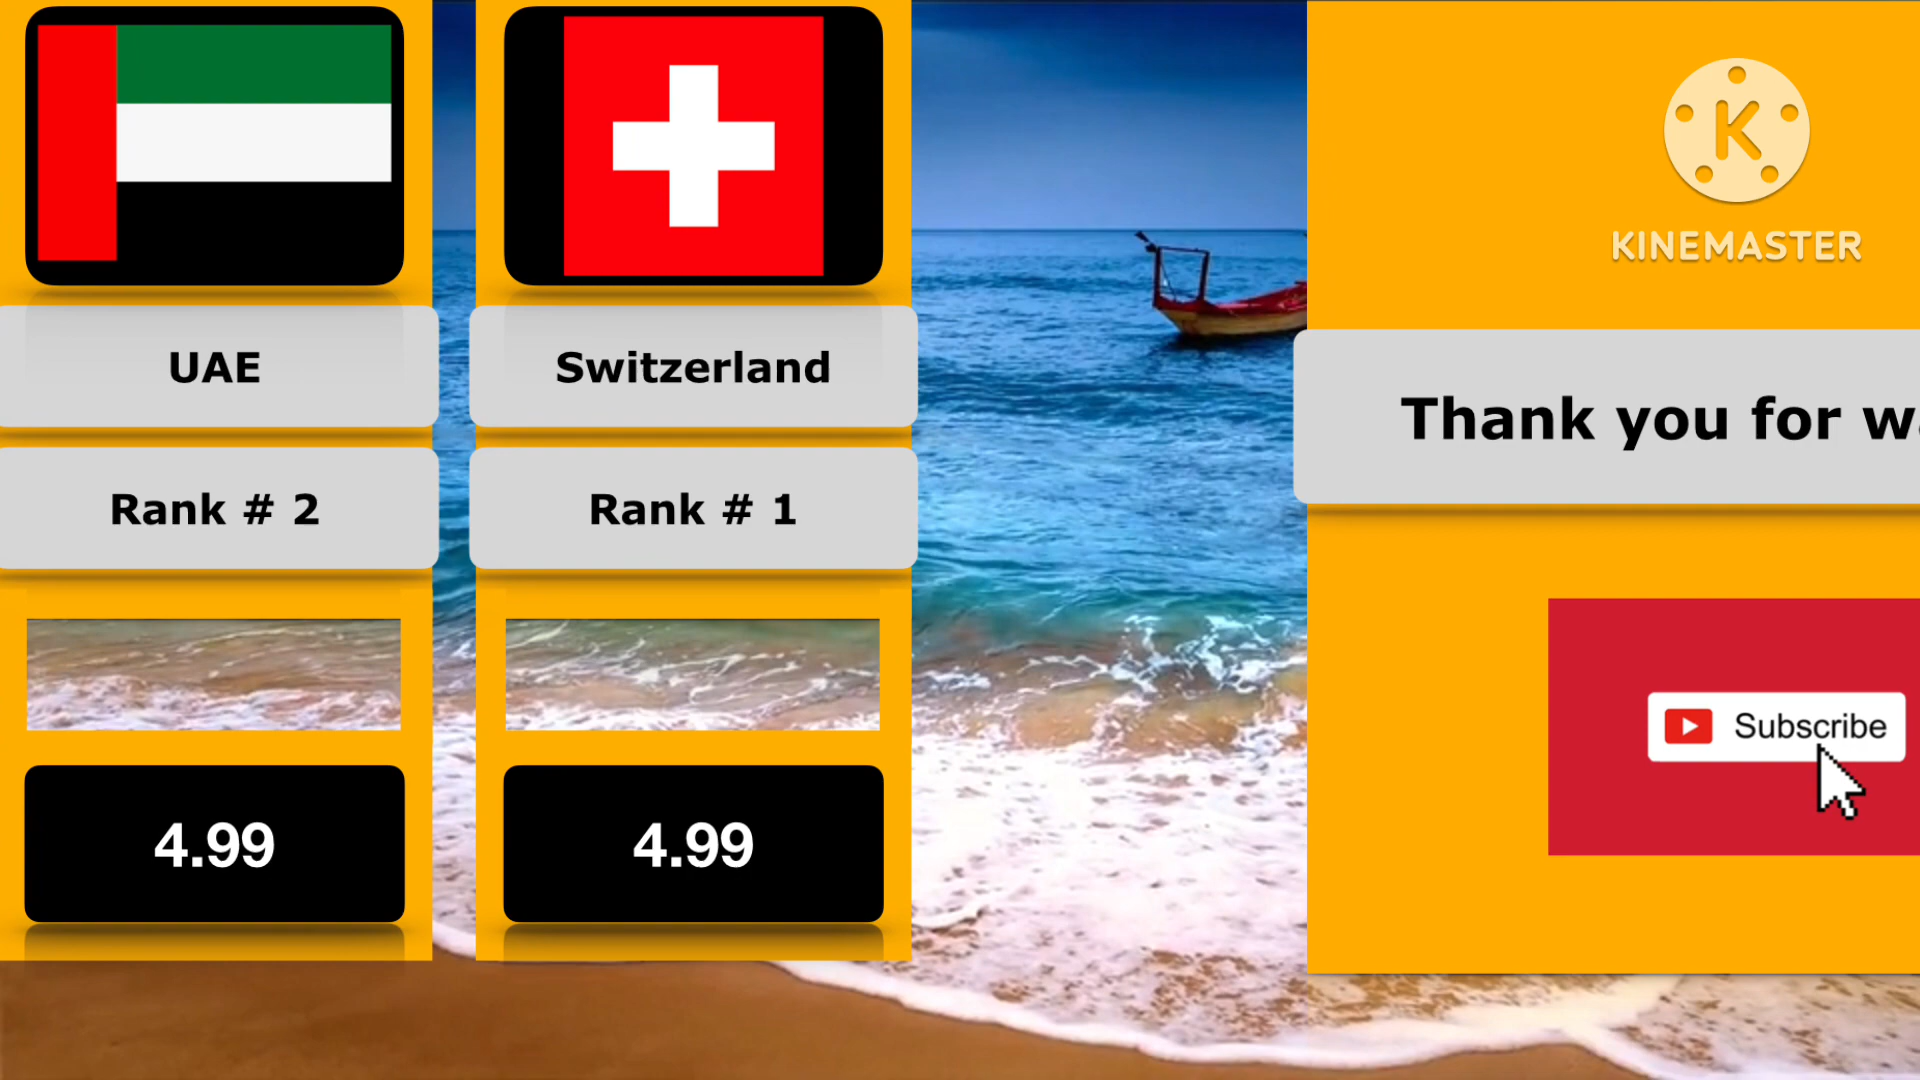 UAE
Rank # 2
4.99
Switzerland
Rank # 1
4.99
K
KINEMASTER
Thank you for
Subscribe